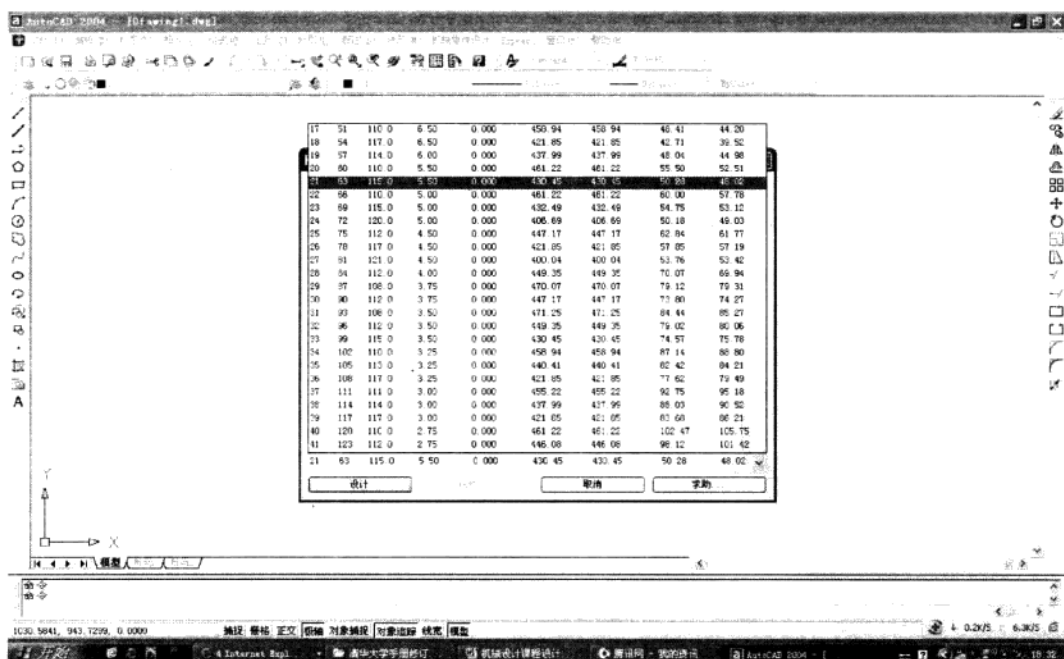 AutoCAD 2004 - [Drawing1.dwg]
17 51 110.0 6.50 0.000 458.94 458.94 46.41 44.20
18 54 117.0 6.50 0.000 421.85 421.85 42.71 39.52
19 57 114.0 6.00 0.000 437.99 437.99 48.04 44.98
20 60 110.0 5.50 0.000 461.22 461.22 55.50 52.51
21 63 115.0 5.50 0.000 430.45 430.45 50.28 48.02
22 66 110.0 5.00 0.000 461.22 461.22 60.00 57.78
23 69 115.0 5.00 0.000 432.49 432.49 54.75 53.12
24 72 120.0 5.00 0.000 406.69 406.69 50.18 49.03
25 75 112.0 4.50 0.000 447.17 447.17 62.84 61.77
26 78 117.0 4.50 0.000 421.85 421.85 57.85 57.19
27 81 121.0 4.50 0.000 400.04 400.04 53.76 53.42
28 84 112.0 4.00 0.000 449.35 449.35 70.07 69.94
29 87 108.0 3.75 0.000 470.07 470.07 79.12 79.31
30 90 112.0 3.75 0.000 447.17 447.17 73.80 74.27
31 93 108.0 3.50 0.000 471.25 471.25 84.44 85.27
32 96 112.0 3.50 0.000 449.35 449.35 79.02 80.06
33 99 115.0 3.50 0.000 430.45 430.45 74.57 75.78
34 102 110.0 3.25 0.000 458.94 458.94 87.14 88.80
35 105 113.0 3.25 0.000 440.41 440.41 82.42 84.21
36 108 117.0 3.25 0.000 421.85 421.85 77.62 79.49
37 111 111.0 3.00 0.000 455.22 455.22 92.75 95.18
38 114 114.0 3.00 0.000 437.99 437.99 88.03 90.52
39 117 117.0 3.00 0.000 421.85 421.85 83.68 86.21
40 120 110.0 2.75 0.000 461.22 461.22 102.47 105.75
41 123 112.0 2.75 0.000 446.08 446.08 98.12 101.42
21 63 115.0 5.50 0.000 430.45 430.45 50.28 48.02
设计 取消 求助...
A
Y
X
模型
命令
命令
1030.5841, 943.7299, 0.0000 捕捉 栅格 正交 极轴 对象捕捉 对象追踪 线宽 模型
0.2K/S 6.3K/S
开始 4 Internet Expl... 清华大学手册修订 机械设计课程设计 腾讯网 - 我的资讯 AutoCAD 2004 - [ 18:32